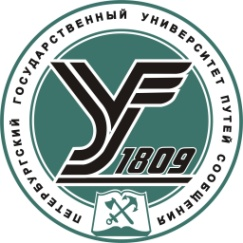 ПЕТЕРБУРГСКИЙ ГОСУДАРСТВЕННЫЙ УНИВЕРСИТЕТ ПУТЕЙ СООБЩЕНИЯ
1809